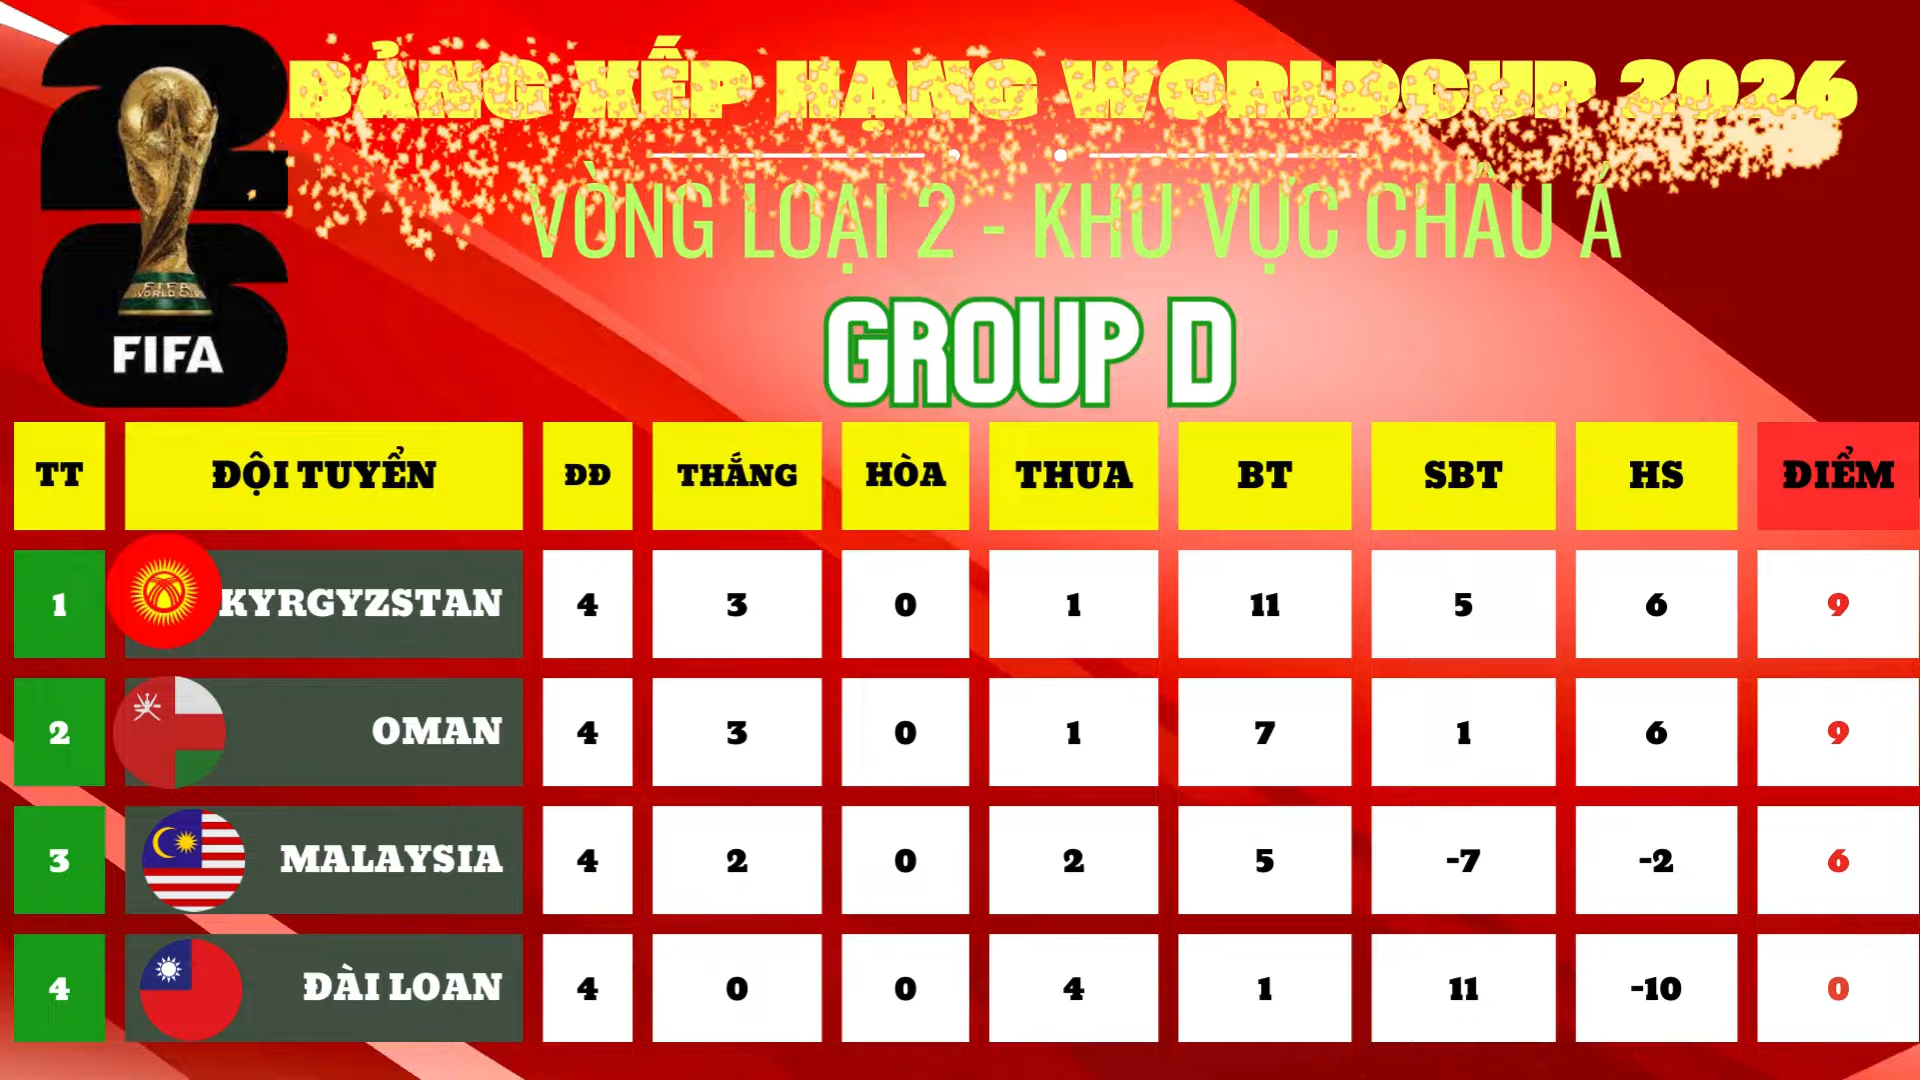 BẢNG XẾP HẠNG WORLDCUP 2026
VÒNG LOẠI 2 - KHU VỰC CHÂU Á
FIFA WORLD CUP
FIFA
GROUP D
TT ĐỘI TUYỂN ĐĐ THẮNG HÒA THUA BT SBT HS ĐIỂM
1 KYRGYZSTAN 4 3 0 1 11 5 6 9
2 OMAN 4 3 0 1 7 1 6 9
3 MALAYSIA 4 2 0 2 5 -7 -2 6
4 ĐÀI LOAN 4 0 0 4 1 11 -10 0